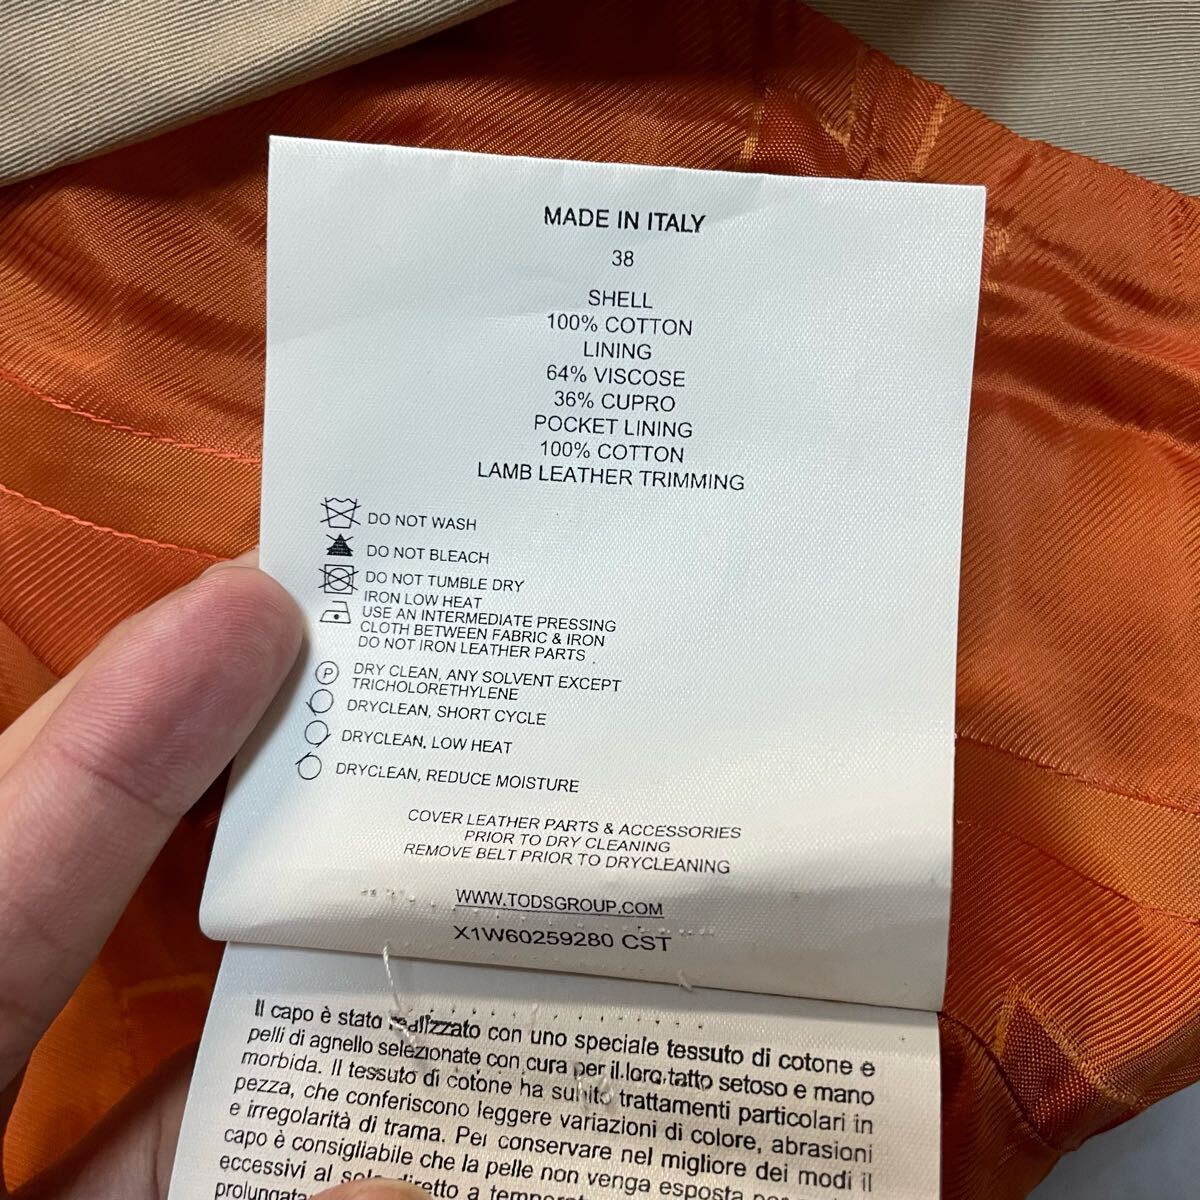 MADE IN ITALY
38
SHELL
100% COTTON
LINING
64% VISCOSE
36% CUPRO
POCKET LINING
100% COTTON
LAMB LEATHER TRIMMING
DO NOT WASH
DO NOT BLEACH
DO NOT TUMBLE DRY
IRON LOW HEAT
USE AN INTERMEDIATE PRESSING
CLOTH BETWEEN FABRIC & IRON
DO NOT IRON LEATHER PARTS
P
DRY CLEAN, ANY SOLVENT EXCEPT
TRICHOLORETHYLENE
DRYCLEAN, SHORT CYCLE
DRYCLEAN, LOW HEAT
DRYCLEAN, REDUCE MOISTURE
COVER LEATHER PARTS & ACCESSORIES
PRIOR TO DRY CLEANING
REMOVE BELT PRIOR TO DRYCLEANING
WWW.TODSGROUP.COM
X1W60259280 CST
Il capo è stato realizzato con uno speciale tessuto di cotone e
pelli di agnello selezionate con cura per il loro tatto setoso e mano
morbida. Il tessuto di cotone ha subito trattamenti particolari in
pezza, che conferiscono leggere variazioni di colore, abrasioni
e irregolarità di trama. Per conservare nel migliore dei modi il
capo è consigliabile che la pelle non venga esposta per
eccessivi al sole diretto a